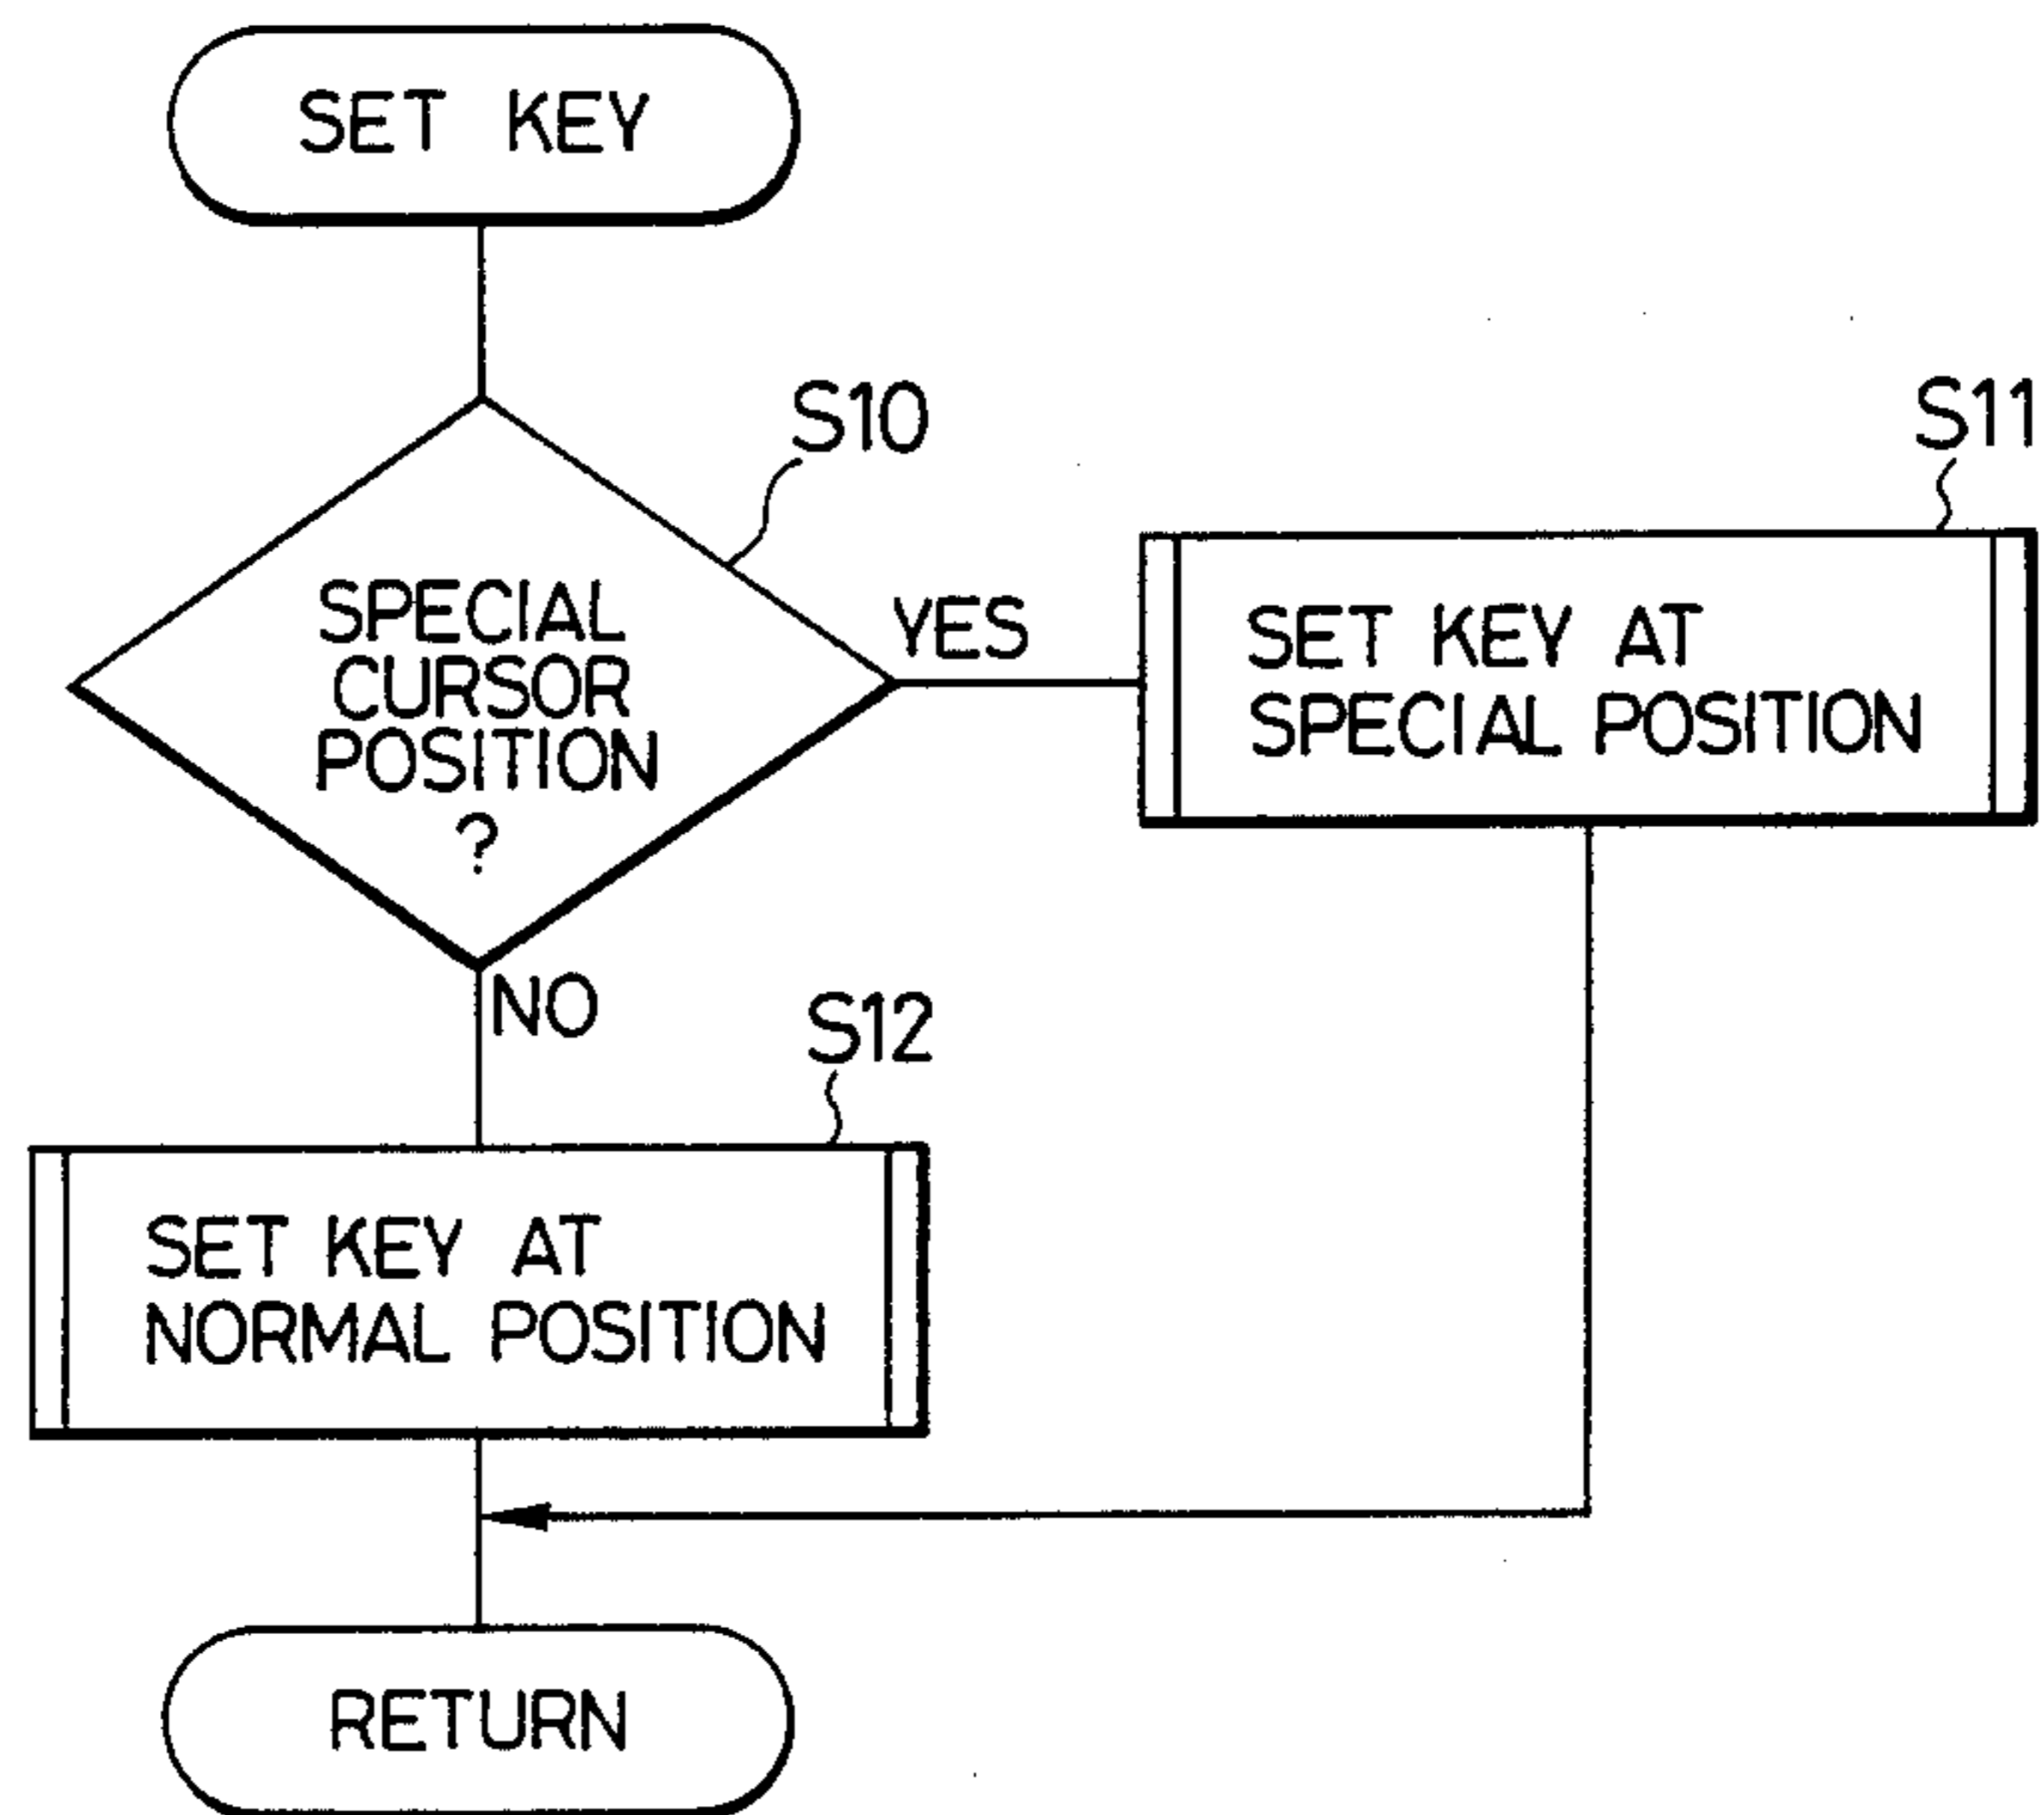 SET KEY
S10
SPECIAL
CURSOR
POSITION
?
YES
S11
SET KEY AT
SPECIAL POSITION
NO
S12
SET KEY AT
NORMAL POSITION
RETURN